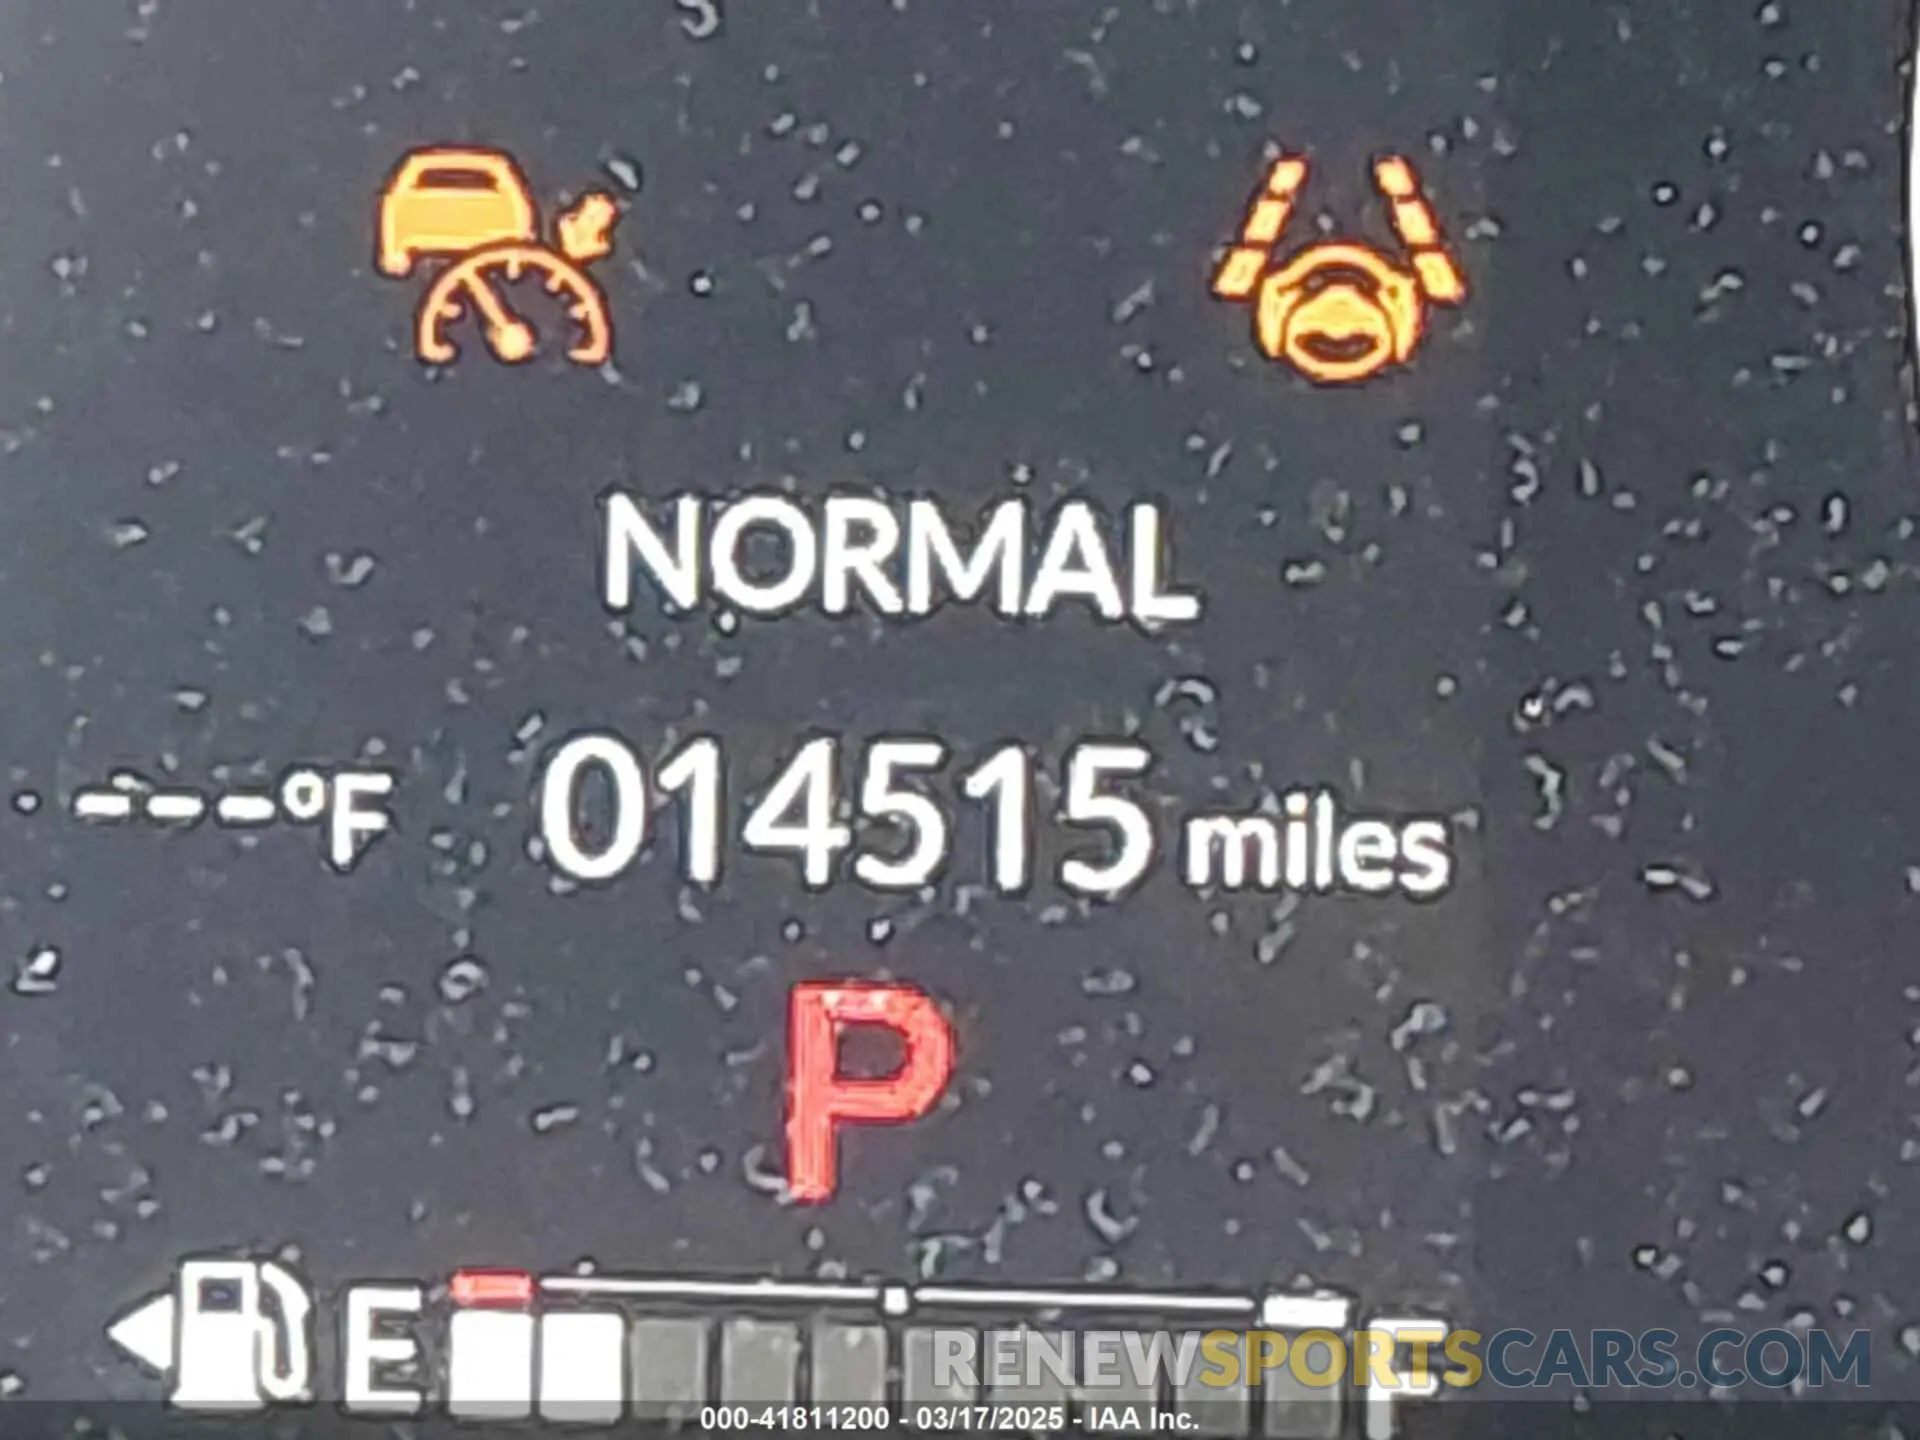 NORMAL
---°F 014515 miles
P
E F
RENEWSPORTSCARS.COM
000-41811200 - 03/17/2025 - IAA Inc.